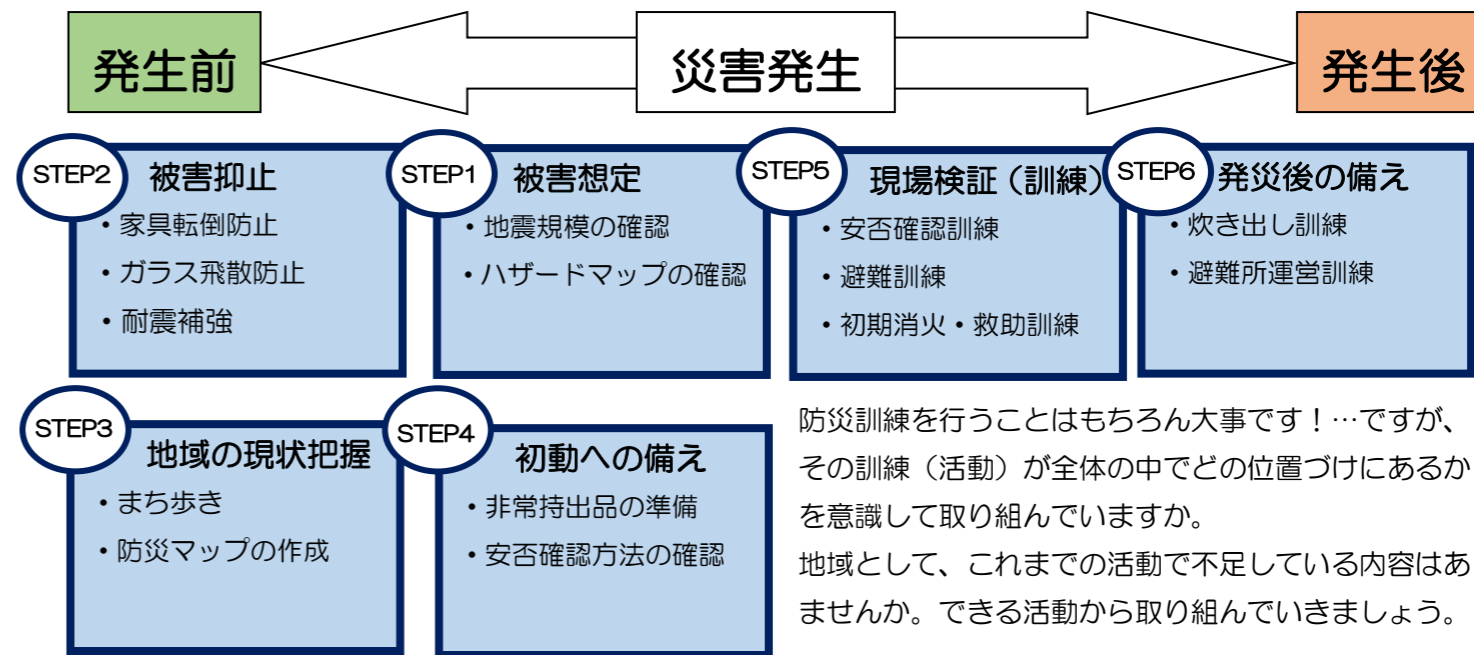 発生前
災害発生
発生後
STEP2 被害抑止
・家具転倒防止
・ガラス飛散防止
・耐震補強
STEP1 被害想定
・地震規模の確認
・ハザードマップの確認
STEP5 現場検証（訓練）
・安否確認訓練
・避難訓練
・初期消火・救助訓練
STEP6 発災後の備え
・炊き出し訓練
・避難所運営訓練
STEP3 地域の現状把握
・まち歩き
・防災マップの作成
STEP4 初動への備え
・非常持出品の準備
・安否確認方法の確認
防災訓練を行うことはもちろん大事です！…ですが、
その訓練（活動）が全体の中でどの位置づけにあるか
を意識して取り組んでいますか。
地域として、これまでの活動で不足している内容はあ
ませんか。できる活動から取り組んでいきましょう。